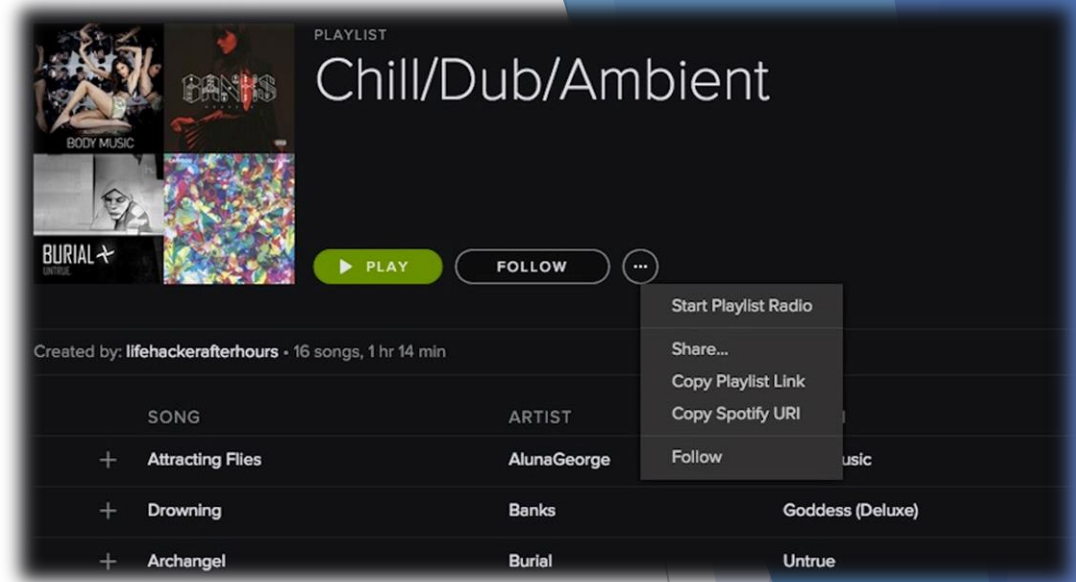 PLAYLIST
Chill/Dub/Ambient
BODY MUSIC
BANKS
BURIAL
UNTRUE.
PLAY
FOLLOW
Start Playlist Radio
Share...
Copy Playlist Link
Copy Spotify URI
Follow
Created by: lifehackerafterhours • 16 songs, 1 hr 14 min
SONG ARTIST
+ Attracting Flies AlunaGeorge
+ Drowning Banks Goddess (Deluxe)
+ Archangel Burial Untrue